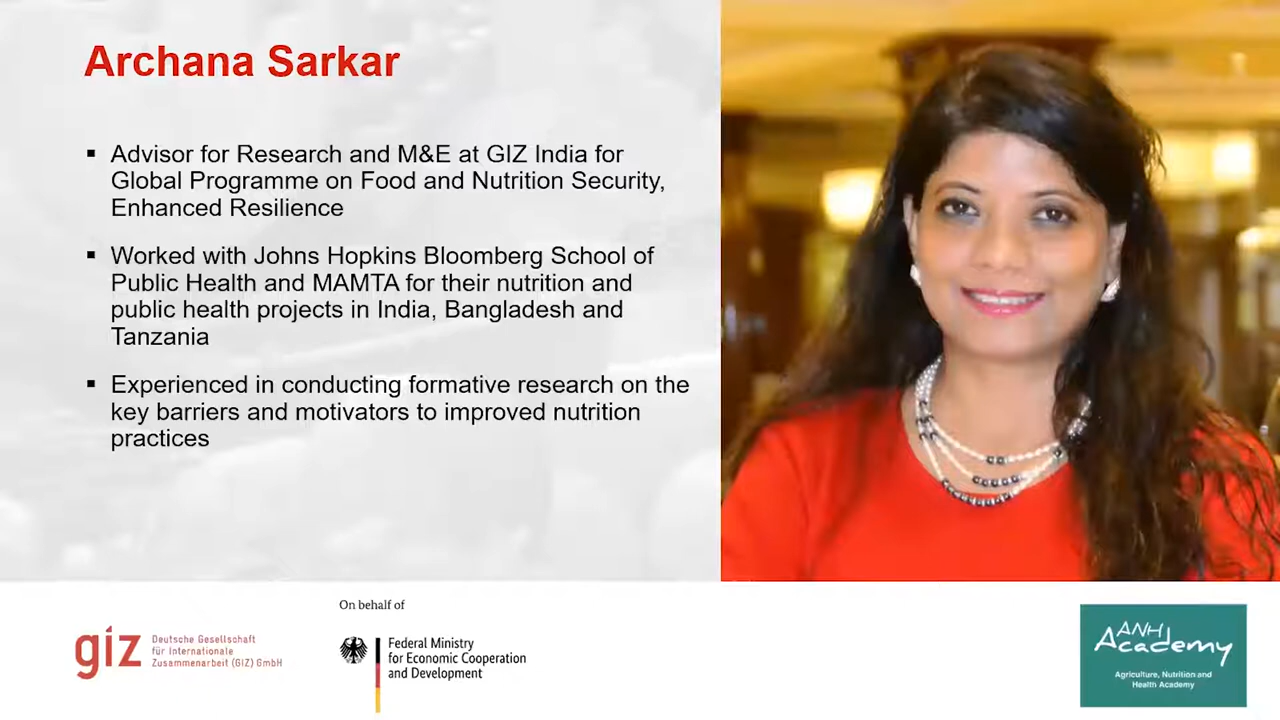 Archana Sarkar
▪ Advisor for Research and M&E at GIZ India for
Global Programme on Food and Nutrition Security,
Enhanced Resilience
▪ Worked with Johns Hopkins Bloomberg School of
Public Health and MAMTA for their nutrition and
public health projects in India, Bangladesh and
Tanzania
▪ Experienced in conducting formative research on the
key barriers and motivators to improved nutrition
practices
giz
Deutsche Gesellschaft
für Internationale
Zusammenarbeit (GIZ) GmbH
On behalf of
Federal Ministry
for Economic Cooperation
and Development
ANH
Academy
Agriculture, Nutrition and
Health Academy